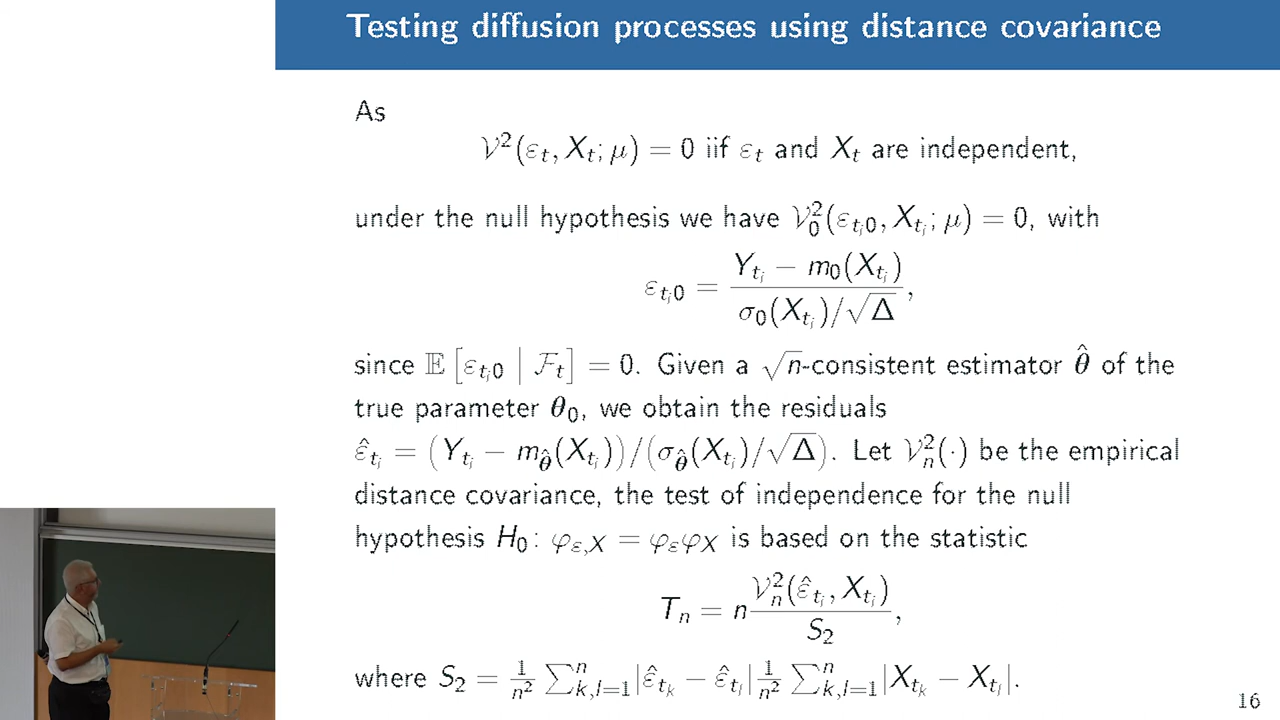 Testing diffusion processes using distance covariance
As
𝒱²(ε_t, X_t; μ) = 0 iif ε_t and X_t are independent,
under the null hypothesis we have 𝒱₀²(ε_{t_i0}, X_{t_i}; μ) = 0, with
ε_{t_i0} = (Y_{t_i} − m₀(X_{t_i})) / (σ₀(X_{t_i})/√Δ),
since 𝔼[ε_{t_i0} | ℱ_t] = 0. Given a √n-consistent estimator θ̂ of the
true parameter θ₀, we obtain the residuals
ε̂_{t_i} = (Y_{t_i} − m_θ̂(X_{t_i}))/(σ_θ̂(X_{t_i})/√Δ). Let 𝒱_n²(·) be the empirical
distance covariance, the test of independence for the null
hypothesis H₀: φ_{ε,X} = φ_ε φ_X is based on the statistic
T_n = n 𝒱_n²(ε̂_{t_i}, X_{t_i}) / S₂,
where S₂ = 1/n² ∑_{k,l=1}^n |ε̂_{t_k} − ε̂_{t_l}| 1/n² ∑_{k,l=1}^n |X_{t_k} − X_{t_l}|.
16